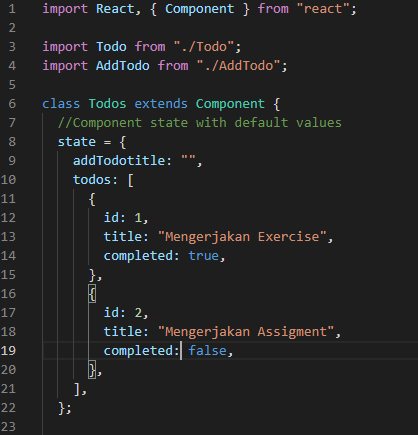 1 import React, { Component } from "react";
2
3 import Todo from "./Todo";
4 import AddTodo from "./AddTodo";
5
6 class Todos extends Component {
7   //Component state with default values
8   state = {
9     addTodotitle: "",
10     todos: [
11       {
12         id: 1,
13         title: "Mengerjakan Exercise",
14         completed: true,
15       },
16       {
17         id: 2,
18         title: "Mengerjakan Assigment",
19         completed: false,
20       },
21     ],
22   };
23